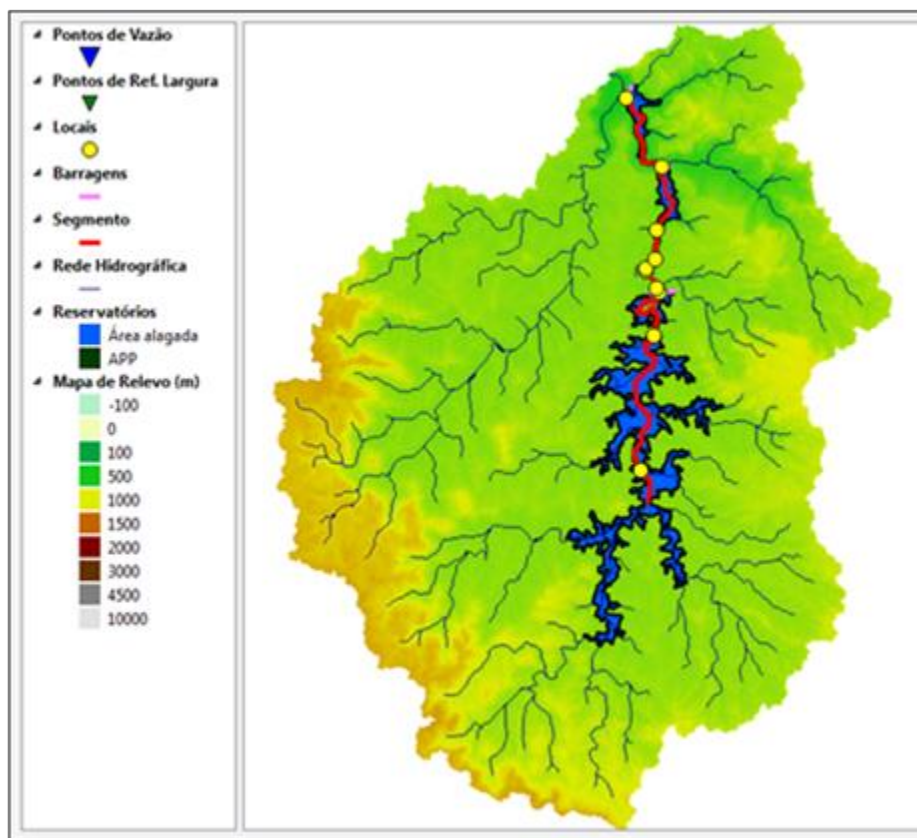 Pontos de Vazão
Pontos de Ref. Largura
Locais
Barragens
Segmento
Rede Hidrográfica
Reservatórios
Área alagada
APP
Mapa de Relevo (m)
-100
0
100
500
1000
1500
2000
3000
4500
10000